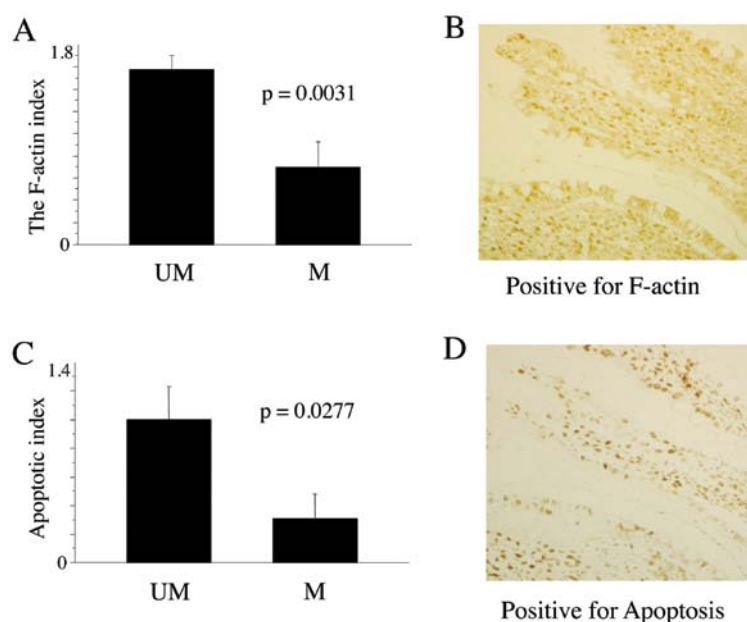 A
1.8
The F-actin index
p = 0.0031
0
UM M
B
Positive for F-actin
C
1.4
Apoptotic index
p = 0.0277
0
UM M
D
Positive for Apoptosis